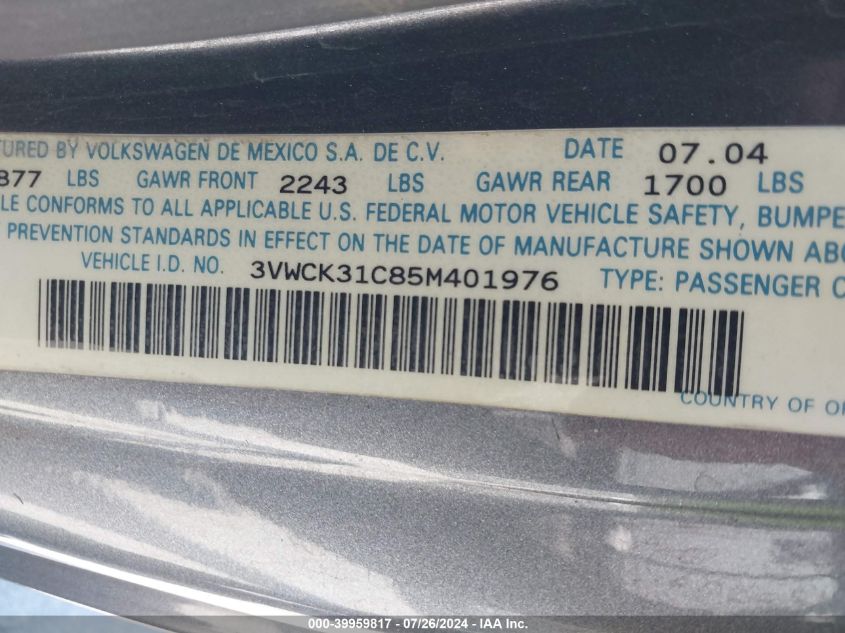 TURED BY VOLKSWAGEN DE MEXICO S.A. DE C.V. DATE 07.04
877 LBS GAWR FRONT 2243 LBS GAWR REAR 1700 LBS
LE CONFORMS TO ALL APPLICABLE U.S. FEDERAL MOTOR VEHICLE SAFETY, BUMPE
PREVENTION STANDARDS IN EFFECT ON THE DATE OF MANUFACTURE SHOWN ABO
VEHICLE I.D. NO. 3VWCK31C85M401976 TYPE: PASSENGER C
COUNTRY OF OR
000-39959817 - 07/26/2024 - IAA Inc.